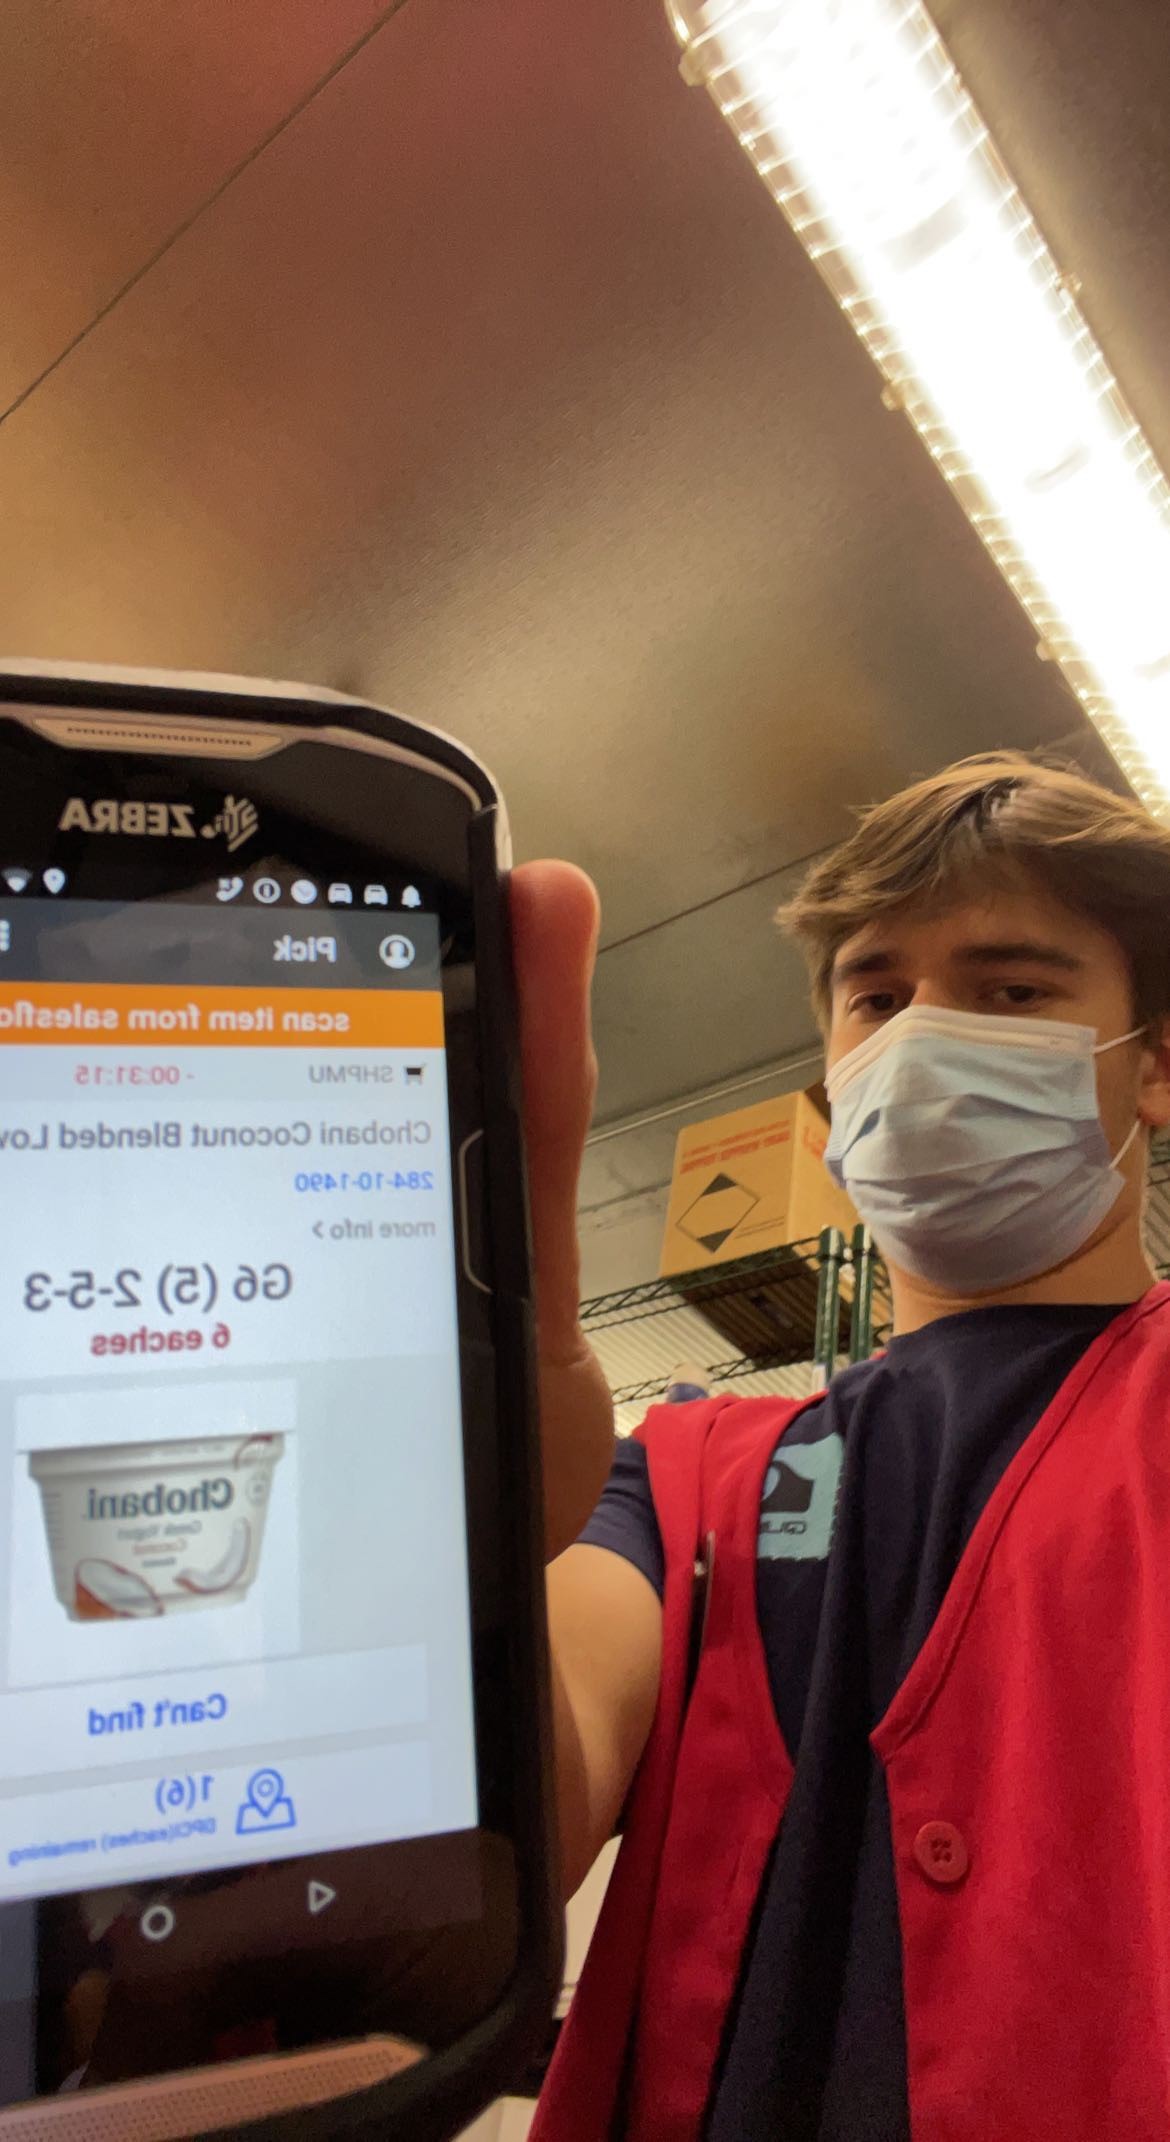 ZEBRA
Pick
scan item from salesflo
SHPMU - 00:31:15
Chobani Coconut Blended Low
284-10-1490
more info >
G6 (5) 2-5-3
6 eaches
Chobani
Greek Yogurt
Coconut
Can't find
1(6)
DPCI(eaches) remaining